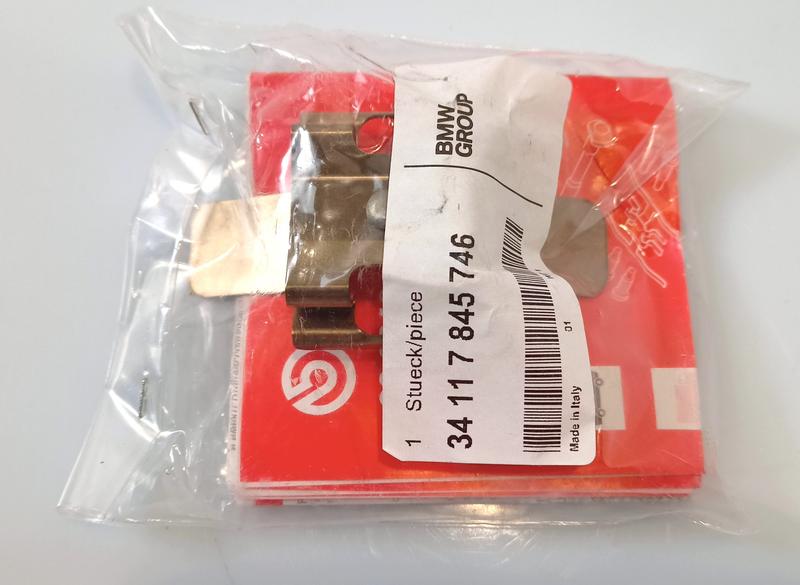 BMW
GROUP
1 Stueck/piece
34 11 7 845 746
01
Made in Italy